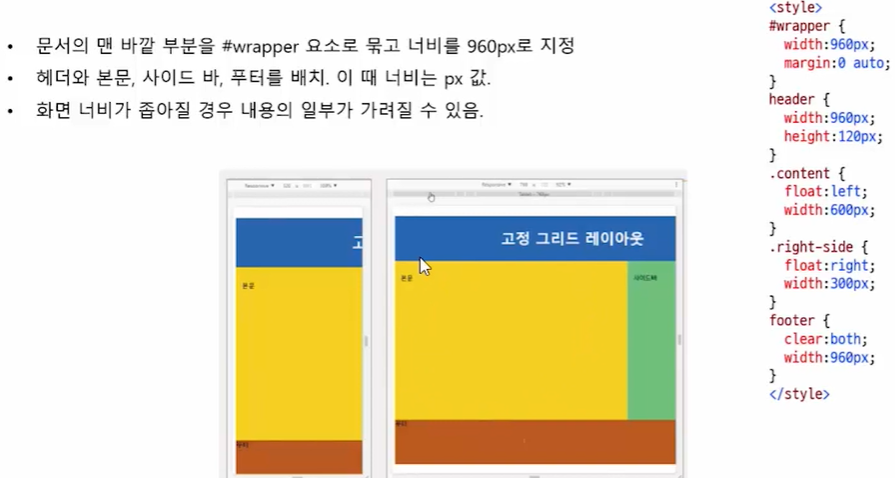 • 문서의 맨 바깥 부분을 #wrapper 요소로 묶고 너비를 960px로 지정
• 헤더와 본문, 사이드 바, 푸터를 배치. 이 때 너비는 px 값.
• 화면 너비가 좁아질 경우 내용의 일부가 가려질 수 있음.
고정 그리드 레이아웃
본문
본문
사이드바
푸터
푸터
<style>
#wrapper {
width:960px;
margin:0 auto;
}
header {
width:960px;
height:120px;
}
.content {
float:left;
width:600px;
}
.right-side {
float:right;
width:300px;
}
footer {
clear:both;
width:960px;
}
</style>